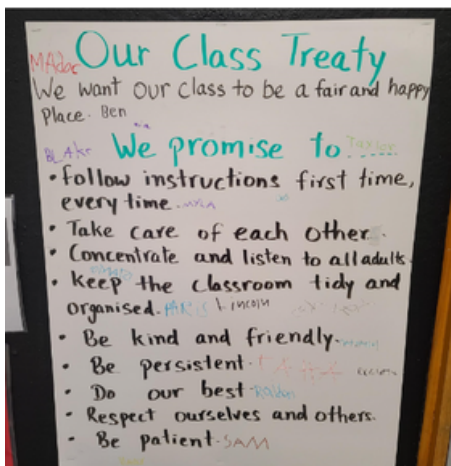 Our Class Treaty
MAdoc
We want our class to be a fair and happy
Place. Ben
BLAke We promise to..... Taylor
• follow instructions first time,
every time. MYLA
• Take care of each other.
• Concentrate and listen to all adults.
• keep the classroom tidy and
organised. PARIS Lincoln
• Be kind and friendly.
• Be persistent.
• Do our best.
• Respect ourselves and others.
• Be patient. SAM